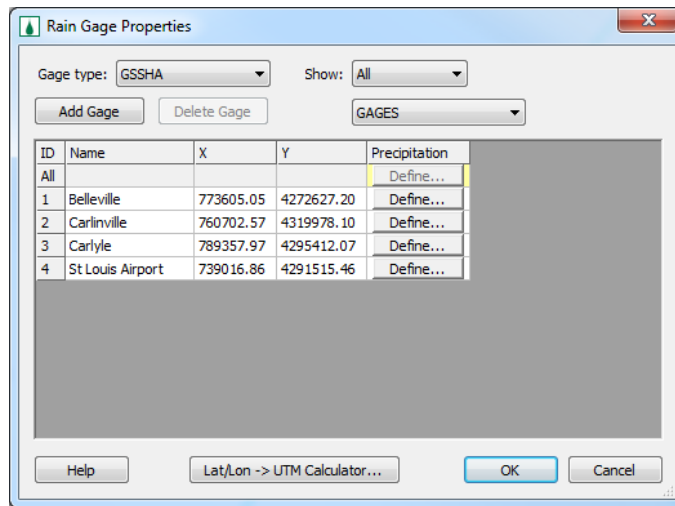 Rain Gage Properties
X
Gage type: GSSHA Show: All
Add Gage Delete Gage GAGES
ID Name X Y Precipitation
All Define...
1 Belleville 773605.05 4272627.20 Define...
2 Carlinville 760702.57 4319978.10 Define...
3 Carlyle 789357.97 4295412.07 Define...
4 St Louis Airport 739016.86 4291515.46 Define...
Help Lat/Lon -> UTM Calculator... OK Cancel